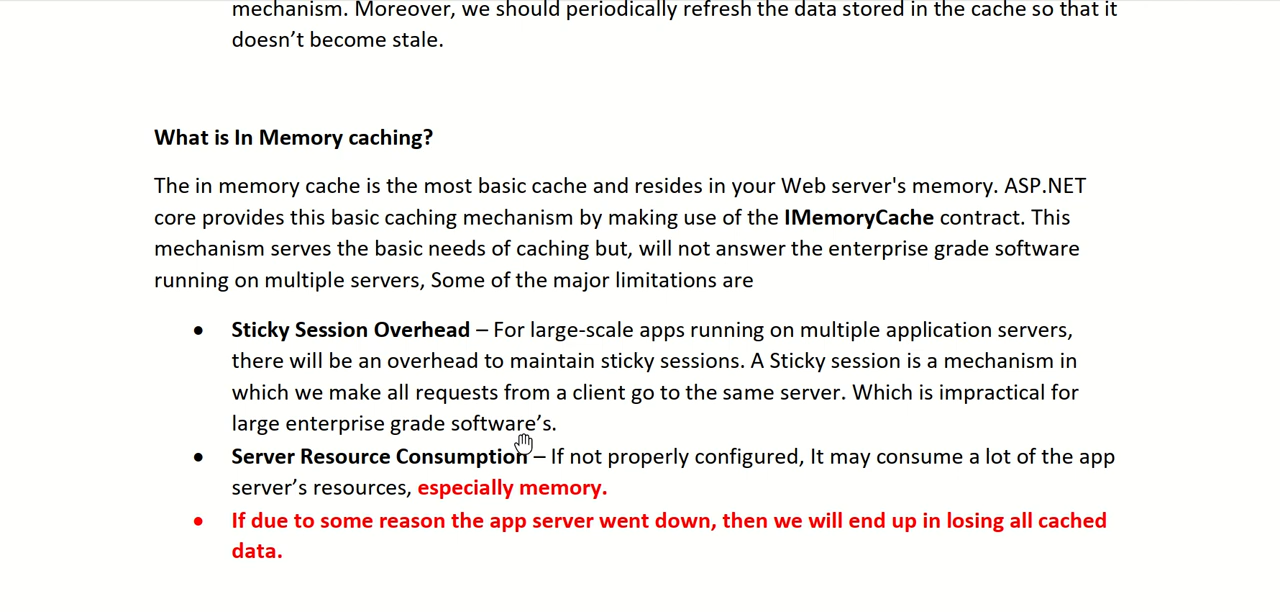 mechanism. Moreover, we should periodically refresh the data stored in the cache so that it
doesn’t become stale.
What is In Memory caching?
The in memory cache is the most basic cache and resides in your Web server's memory. ASP.NET
core provides this basic caching mechanism by making use of the IMemoryCache contract. This
mechanism serves the basic needs of caching but, will not answer the enterprise grade software
running on multiple servers, Some of the major limitations are
• Sticky Session Overhead – For large-scale apps running on multiple application servers,
there will be an overhead to maintain sticky sessions. A Sticky session is a mechanism in
which we make all requests from a client go to the same server. Which is impractical for
large enterprise grade software’s.
• Server Resource Consumption – If not properly configured, It may consume a lot of the app
server’s resources, especially memory.
• If due to some reason the app server went down, then we will end up in losing all cached
data.